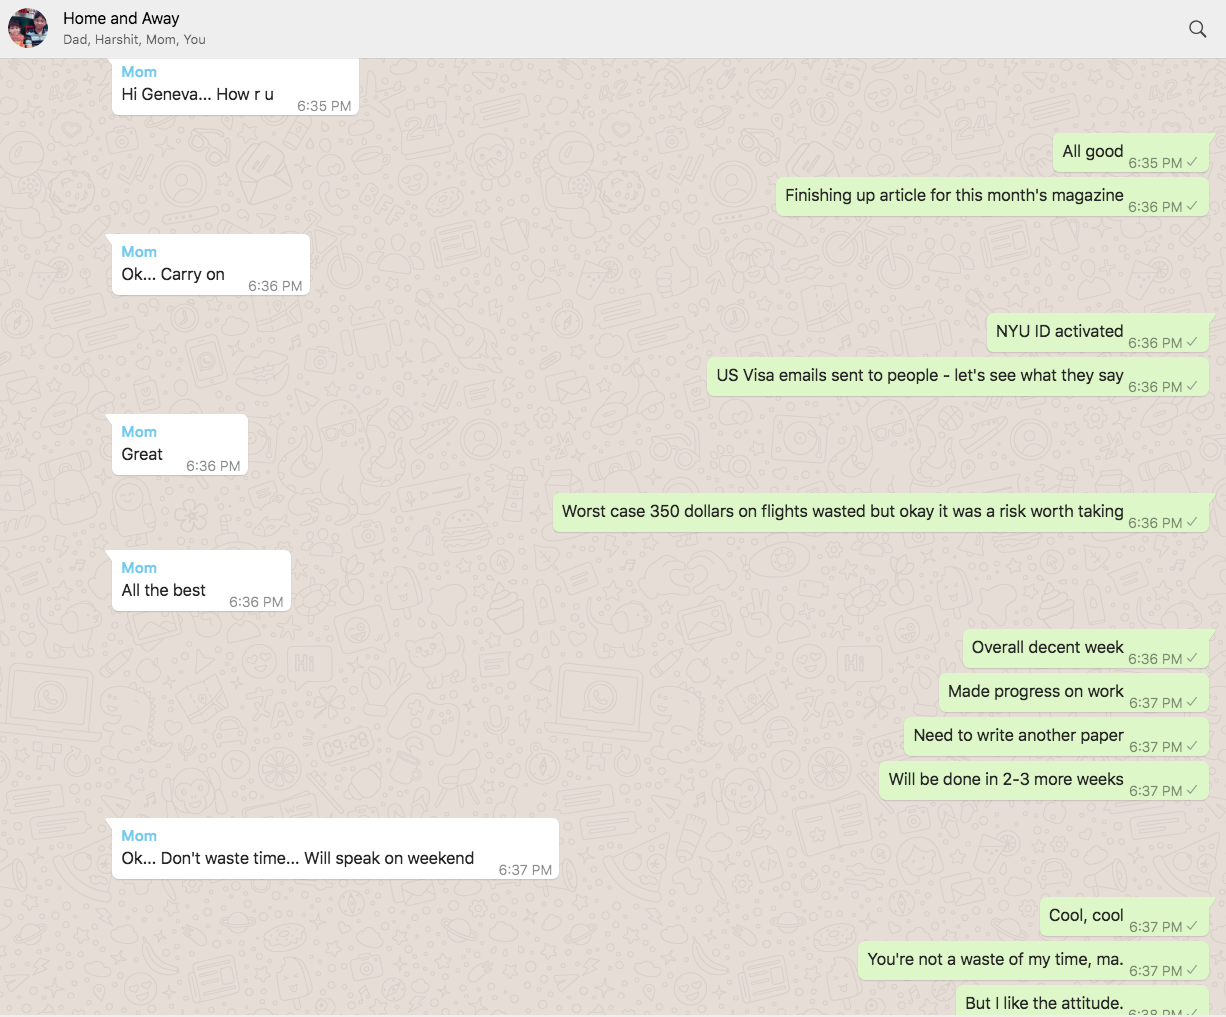 Home and Away
Dad, Harshit, Mom, You
Mom
Hi Geneva... How r u
6:35 PM
All good
6:35 PM
Finishing up article for this month's magazine
6:36 PM
Mom
Ok... Carry on
6:36 PM
NYU ID activated
6:36 PM
US Visa emails sent to people - let's see what they say
6:36 PM
Mom
Great
6:36 PM
Worst case 350 dollars on flights wasted but okay it was a risk worth taking
6:36 PM
Mom
All the best
6:36 PM
Overall decent week
6:36 PM
Made progress on work
6:37 PM
Need to write another paper
6:37 PM
Will be done in 2-3 more weeks
6:37 PM
Mom
Ok... Don't waste time... Will speak on weekend
6:37 PM
Cool, cool
6:37 PM
You're not a waste of my time, ma.
6:37 PM
But I like the attitude.
6:38 PM